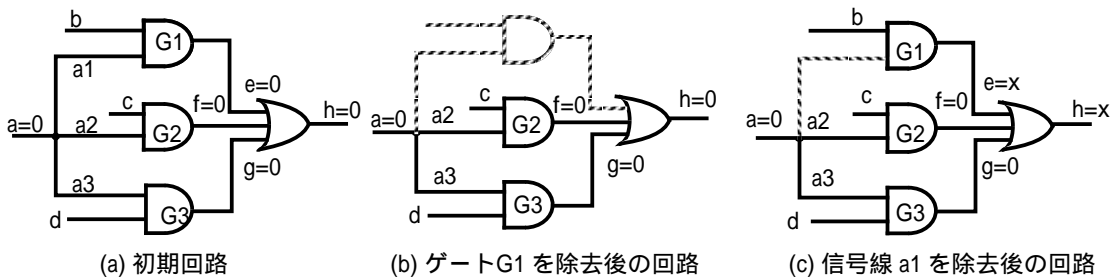 b
G1
a1
e=0
c
f=0
h=0
a=0
a2
G2
g=0
a3
d
G3
(a) 初期回路
c
f=0
h=0
a=0
a2
G2
g=0
a3
d
G3
(b) ゲートG1 を除去後の回路
b
G1
e=x
c
f=0
h=x
a=0
a2
G2
g=0
a3
d
G3
(c) 信号線 a1 を除去後の回路